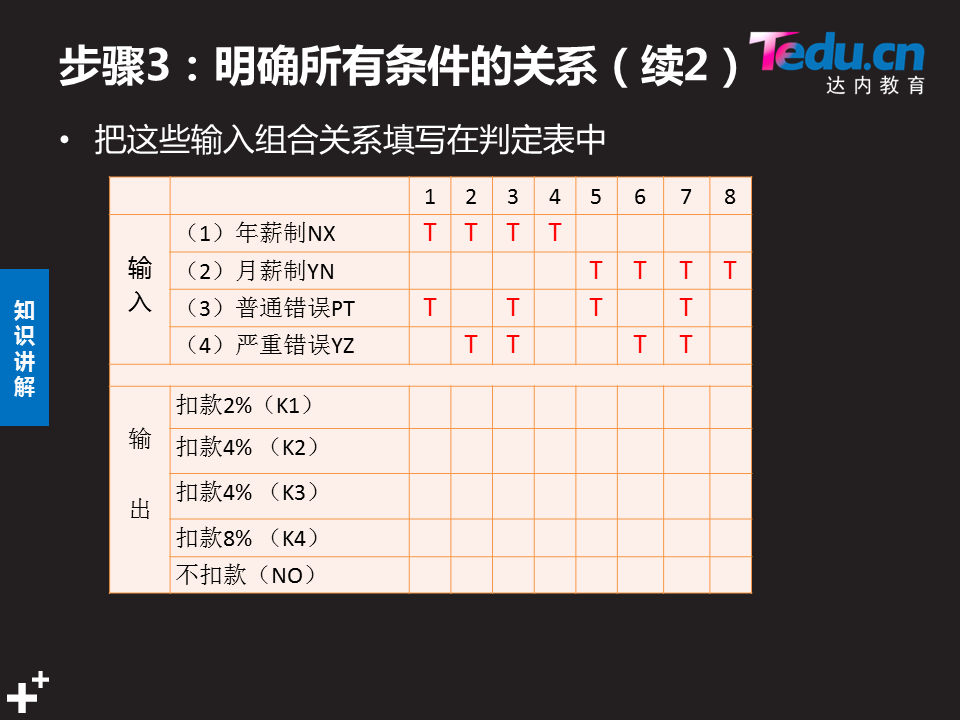 步骤3：明确所有条件的关系（续2）
Tedu.cn
达内教育
• 把这些输入组合关系填写在判定表中
1 2 3 4 5 6 7 8
输入
（1）年薪制NX T T T T
（2）月薪制YN T T T T
（3）普通错误PT T T T T
（4）严重错误YZ T T T T
输出
扣款2%（K1）
扣款4% （K2）
扣款4% （K3）
扣款8% （K4）
不扣款（NO）
知识讲解